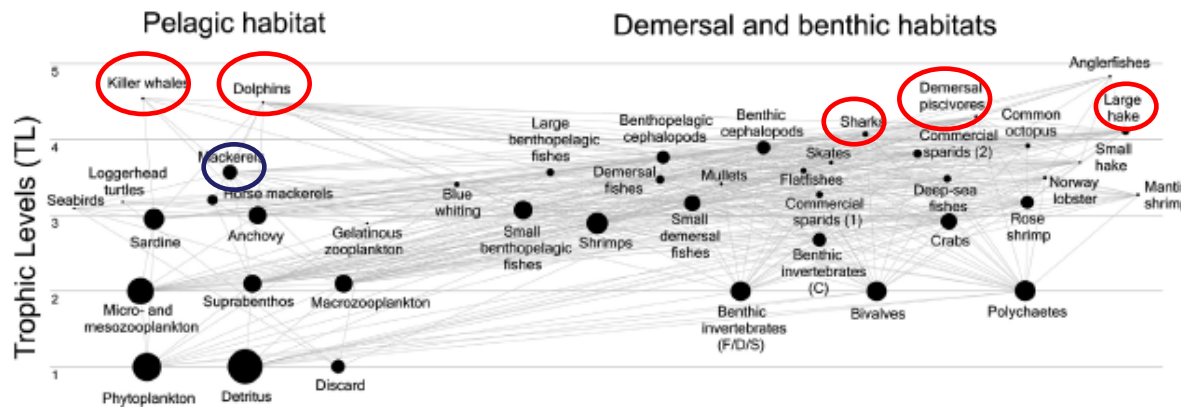 Pelagic habitat
Demersal and benthic habitats
Trophic Levels (TL)
5
4
3
2
1
Killer whales
Dolphins
Mackerels
Loggerhead
turtles
Seabirds
Horse mackerels
Sardine
Anchovy
Gelatinous
zooplankton
Micro- and
mesozooplankton
Suprabenthos
Macrozooplankton
Phytoplankton
Detritus
Discard
Blue
whiting
Large
benthopelagic
fishes
Small
benthopelagic
fishes
Shrimps
Benthopelagic
cephalopods
Demersal
fishes
Small
demersal
fishes
Mullets
Benthic
cephalopods
Benthic
invertebrates
(F/D/S)
Sharks
Skates
Flatfishes
Commercial
sparids (1)
Benthic
invertebrates
(C)
Bivalves
Demersal
piscivores
Commercial
sparids (2)
Deep-sea
fishes
Crabs
Common
octopus
Norway
lobster
Rose
shrimp
Polychaetes
Anglerfishes
Large
hake
Small
hake
Manti
shrimp